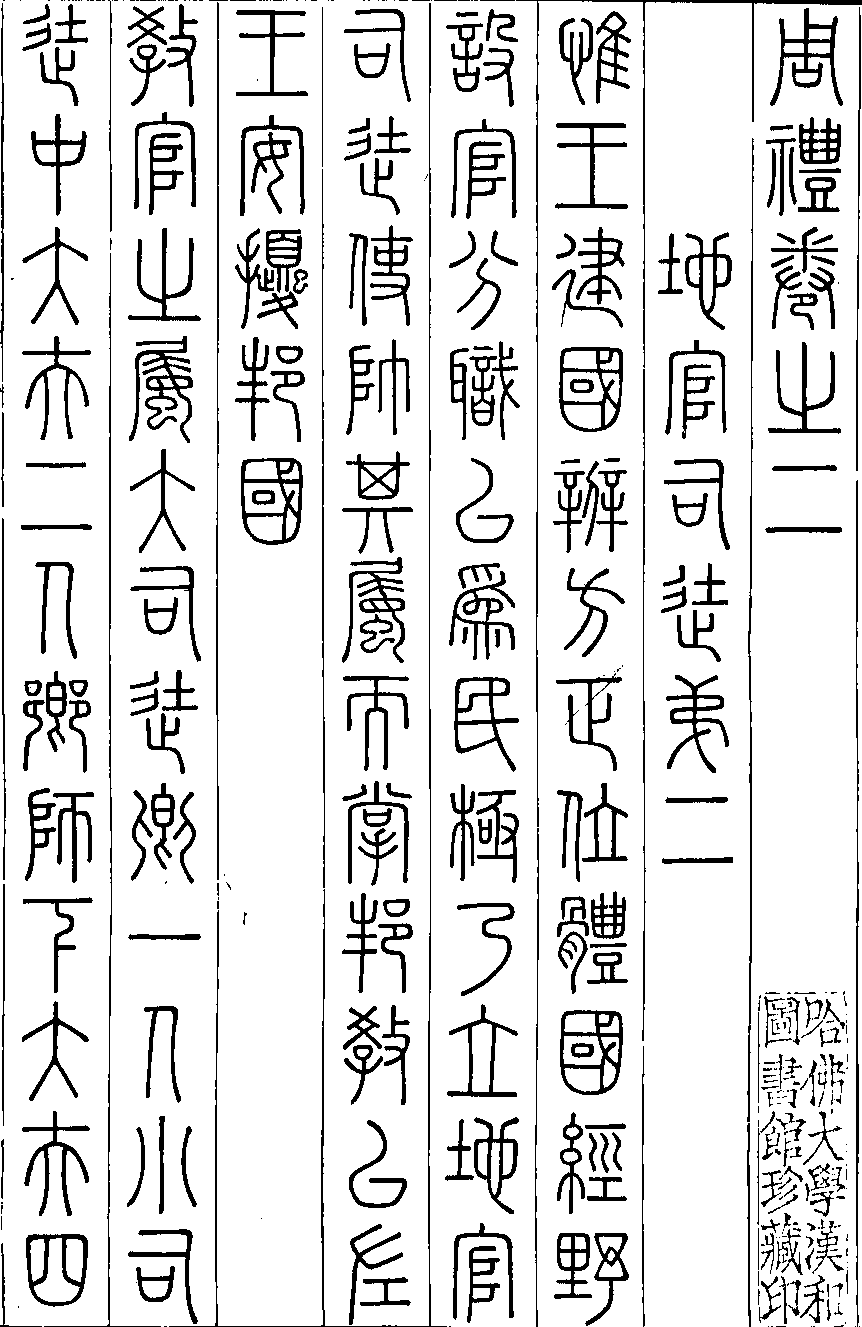 周禮卷之二
地官司徒弟二
惟王建國辨方正位體國經野
設官分職以爲民極乃立地官
司徒使帥其屬而掌邦教以左
王安擾邦國
教官之屬大司徒卿一人小司
徒中大夫二人鄉師下大夫四
哈佛大學漢和
圖書館珍藏印